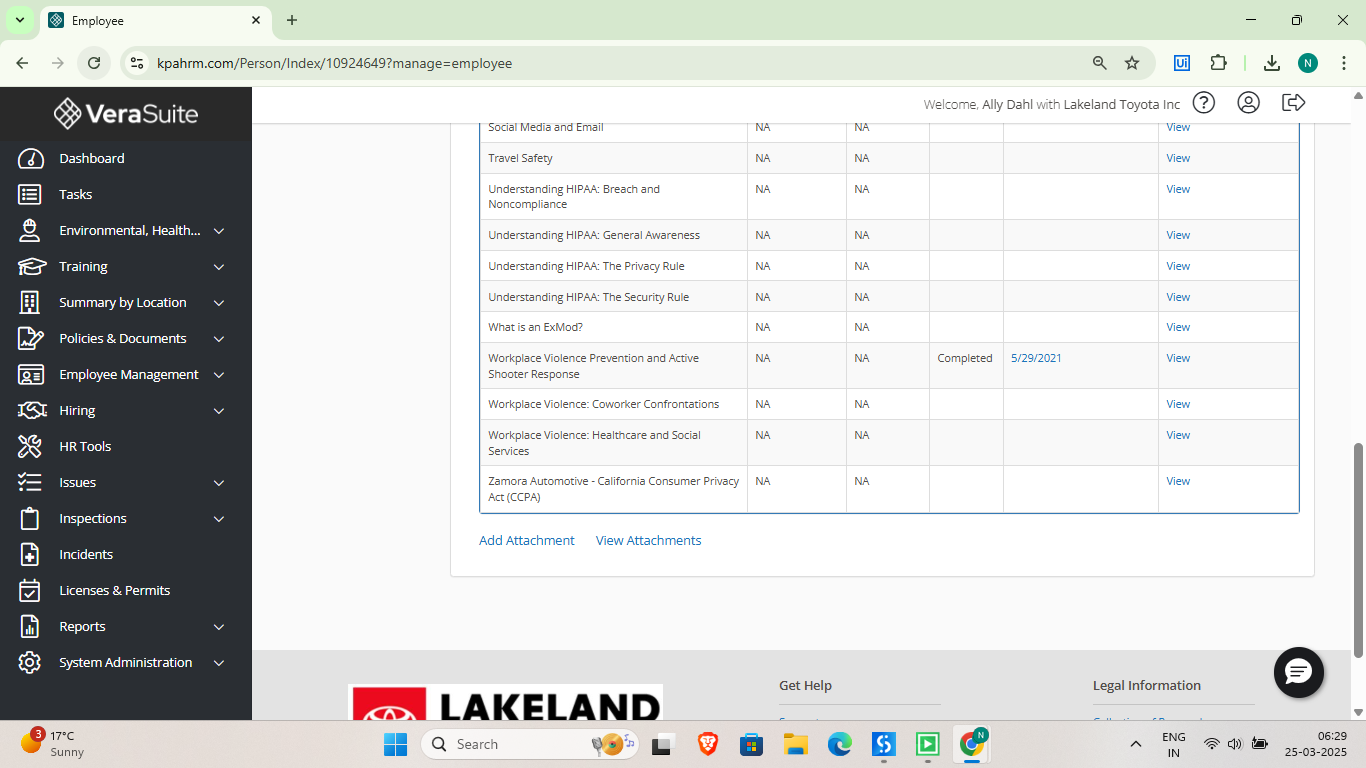 Employee
kpahrm.com/Person/Index/10924649?manage=employee
N
VeraSuite
Welcome, Ally Dahl with Lakeland Toyota Inc
Dashboard
Tasks
Environmental, Health...
Training
Summary by Location
Policies & Documents
Employee Management
Hiring
HR Tools
Issues
Inspections
Incidents
Licenses & Permits
Reports
System Administration
Social Media and Email NA NA View
Travel Safety NA NA View
Understanding HIPAA: Breach and
Noncompliance NA NA View
Understanding HIPAA: General Awareness NA NA View
Understanding HIPAA: The Privacy Rule NA NA View
Understanding HIPAA: The Security Rule NA NA View
What is an ExMod? NA NA View
Workplace Violence Prevention and Active
Shooter Response NA NA Completed 5/29/2021 View
Workplace Violence: Coworker Confrontations NA NA View
Workplace Violence: Healthcare and Social
Services NA NA View
Zamora Automotive - California Consumer Privacy
Act (CCPA) NA NA View
Add Attachment View Attachments
LAKELAND
Get Help
Legal Information
3
17°C
Sunny
Search
N
ENG
IN
06:29
25-03-2025